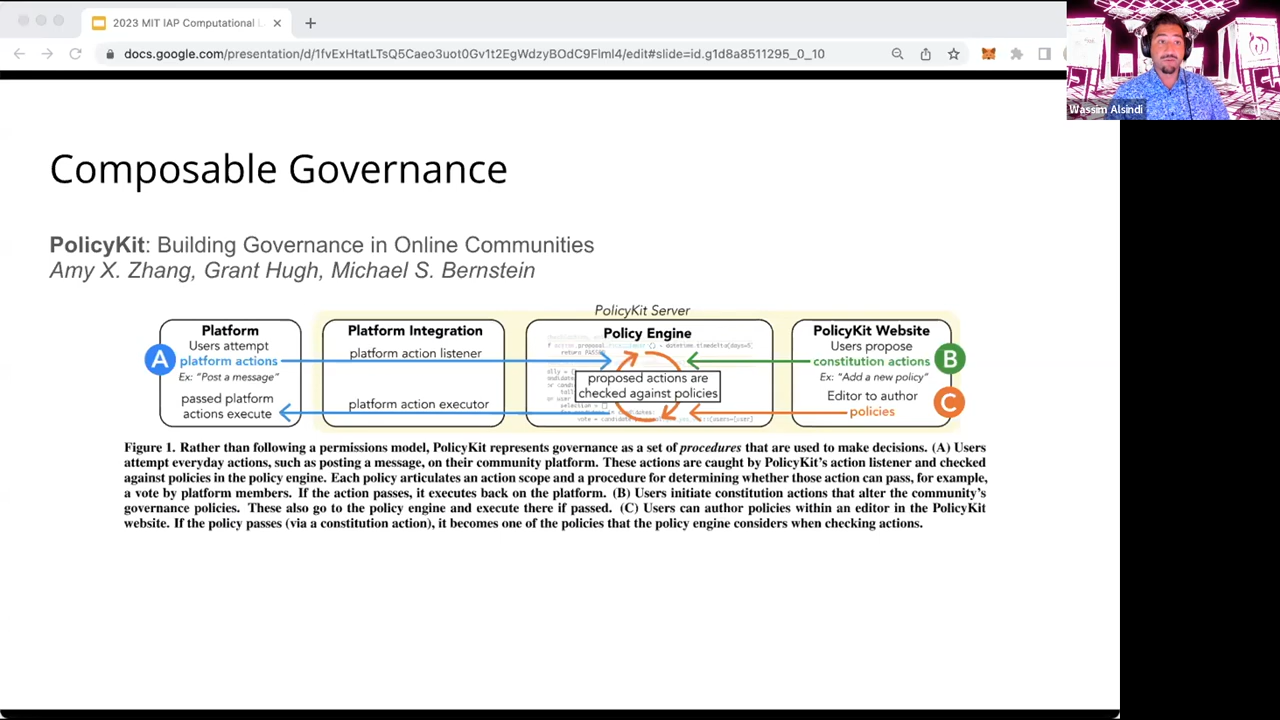 2023 MIT IAP Computational L
docs.google.com/presentation/d/1fvExHtatLTsQ5Caeo3uot0Gv1t2EgWdzyBOdC9Flml4/edit#slide=id.g1d8a8511295_0_10
Wassim Alsindi
Composable Governance
PolicyKit: Building Governance in Online Communities
Amy X. Zhang, Grant Hugh, Michael S. Bernstein
PolicyKit Server
Platform
Users attempt
platform actions
Ex: "Post a message"
passed platform
actions execute
A
Platform Integration
platform action listener
platform action executor
Policy Engine
proposed actions are
checked against policies
PolicyKit Website
Users propose
constitution actions
Ex: "Add a new policy"
Editor to author
policies
B
C
Figure 1. Rather than following a permissions model, PolicyKit represents governance as a set of procedures that are used to make decisions. (A) Users
attempt everyday actions, such as posting a message, on their community platform. These actions are caught by PolicyKit's action listener and checked
against policies in the policy engine. Each policy articulates an action scope and a procedure for determining whether those action can pass, for example,
a vote by platform members. If the action passes, it executes back on the platform. (B) Users initiate constitution actions that alter the community's
governance policies. These also go to the policy engine and execute there if passed. (C) Users can author policies within an editor in the PolicyKit
website. If the policy passes (via a constitution action), it becomes one of the policies that the policy engine considers when checking actions.